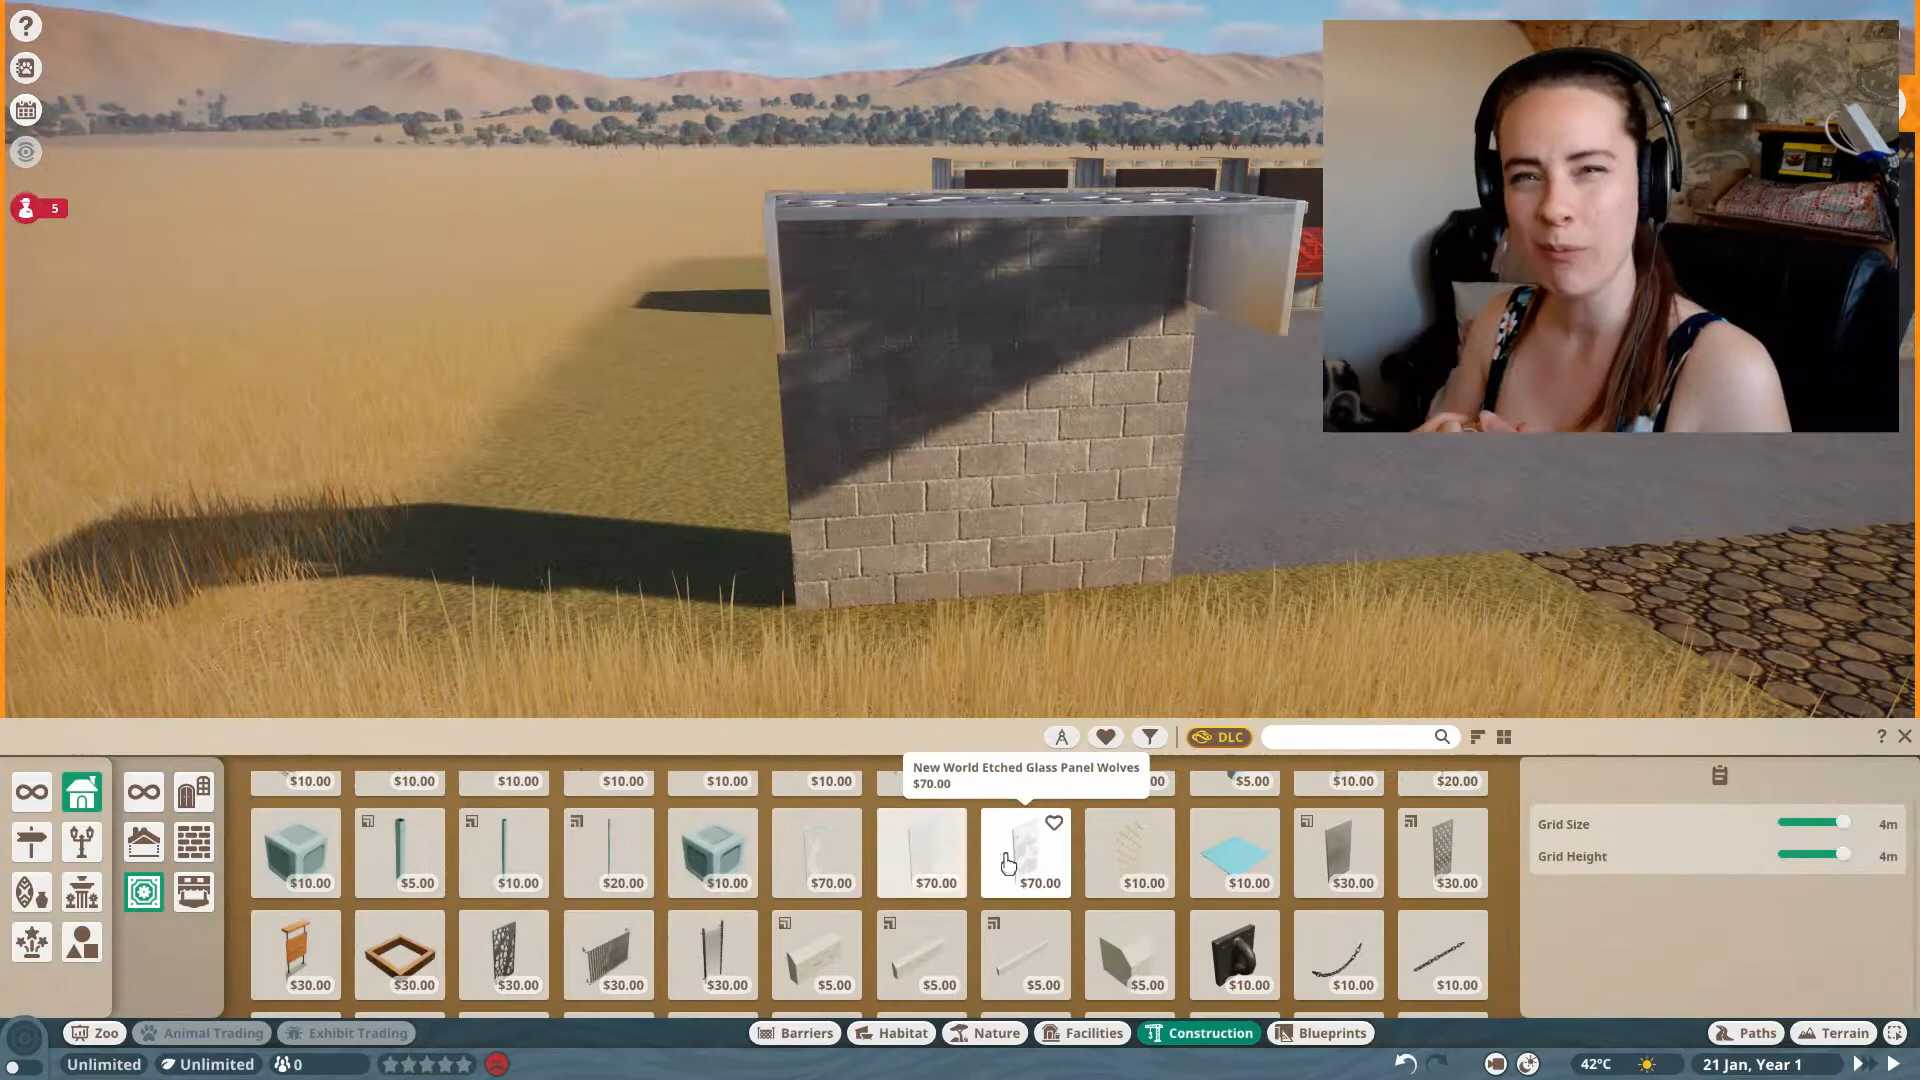 5
DLC
New World Etched Glass Panel Wolves
$70.00
$10.00 $10.00 $10.00 $10.00 $10.00 $10.00 $5.00 $10.00 $20.00
$10.00 $5.00 $10.00 $20.00 $10.00 $70.00 $70.00 $70.00 $10.00 $10.00 $30.00 $30.00
$30.00 $30.00 $30.00 $30.00 $30.00 $5.00 $5.00 $5.00 $5.00 $10.00 $10.00 $10.00
Grid Size 4m
Grid Height 4m
Zoo Animal Trading Exhibit Trading Barriers Habitat Nature Facilities Construction Blueprints Paths Terrain
Unlimited Unlimited 0 42°C 21 Jan, Year 1